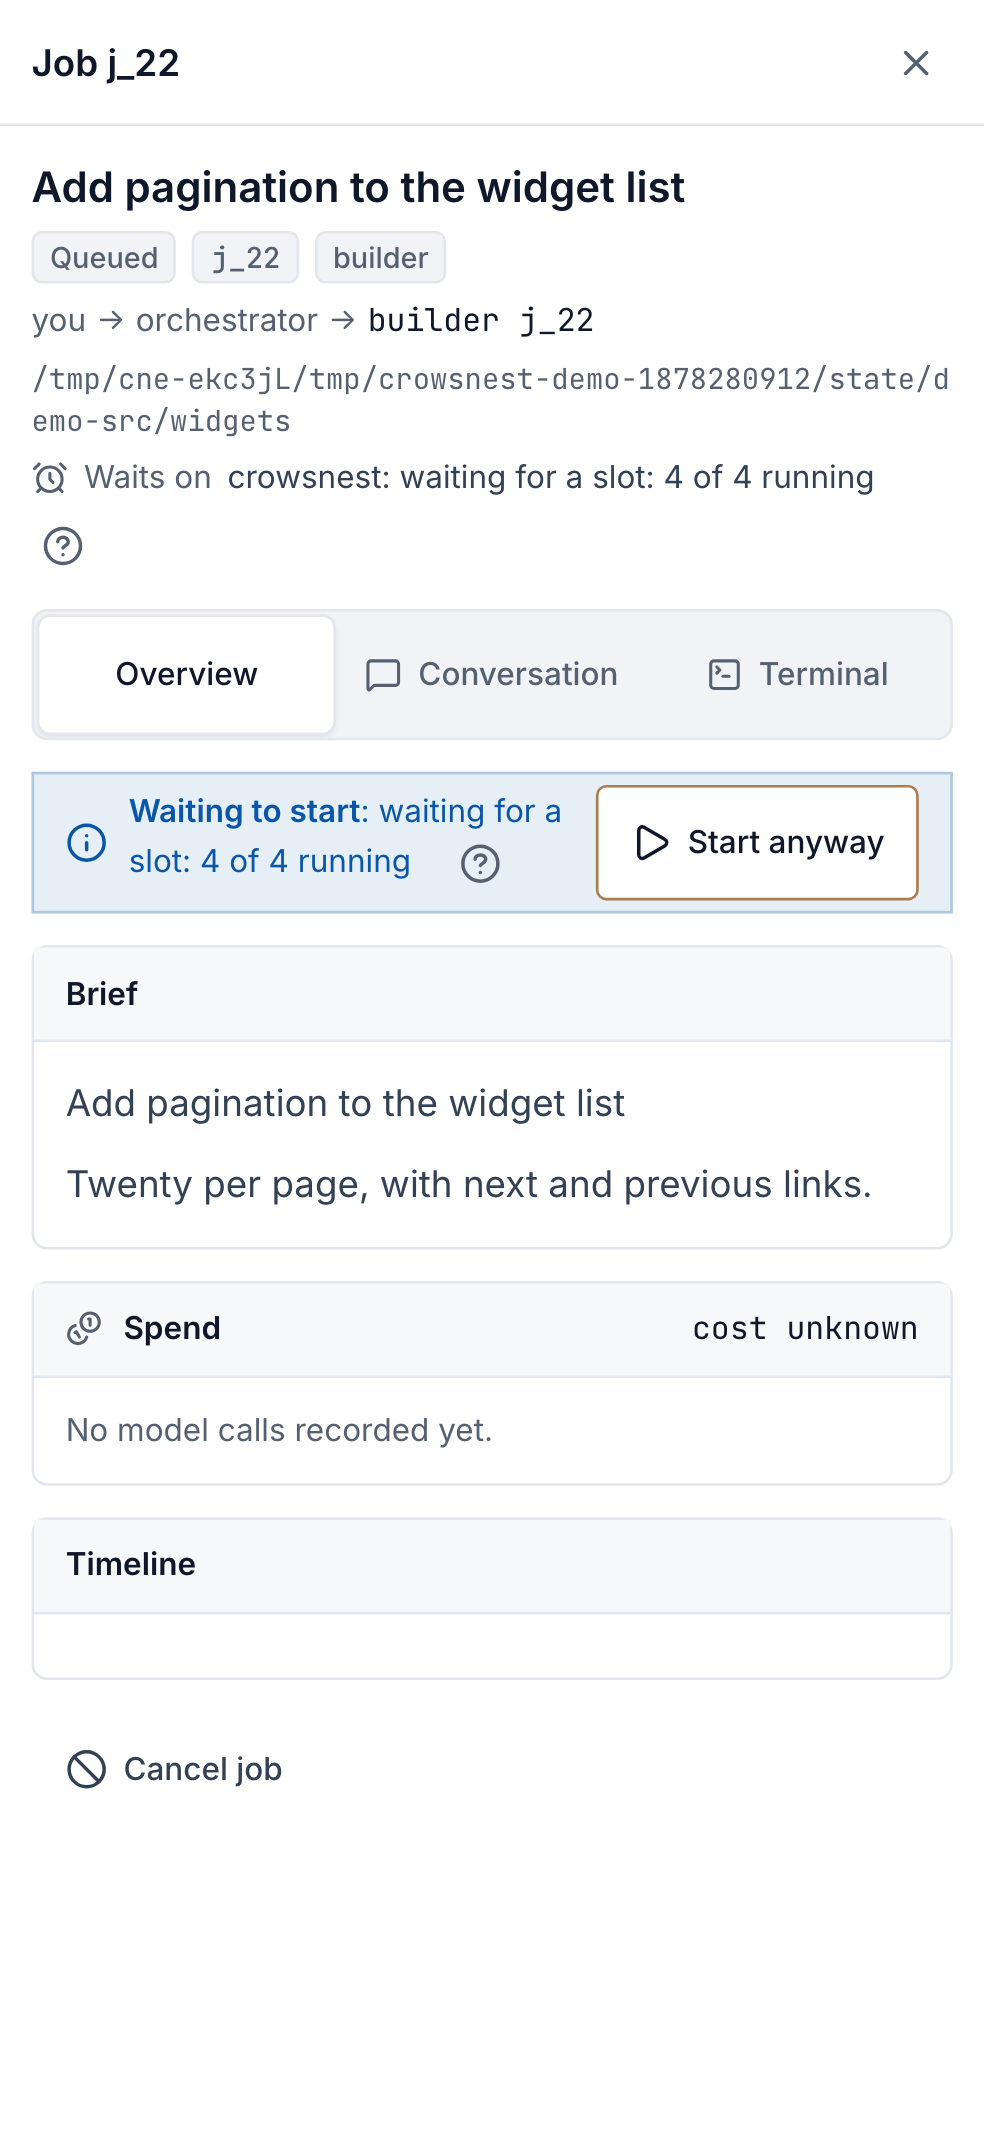 Job j_22
Add pagination to the widget list
Queued j_22 builder
you → orchestrator → builder j_22
/tmp/cne-ekc3jL/tmp/crowsnest-demo-1878280912/state/d
emo-src/widgets
Waits on crowsnest: waiting for a slot: 4 of 4 running
Overview Conversation Terminal
Waiting to start: waiting for a
slot: 4 of 4 running
Start anyway
Brief
Add pagination to the widget list
Twenty per page, with next and previous links.
Spend cost unknown
No model calls recorded yet.
Timeline
Cancel job